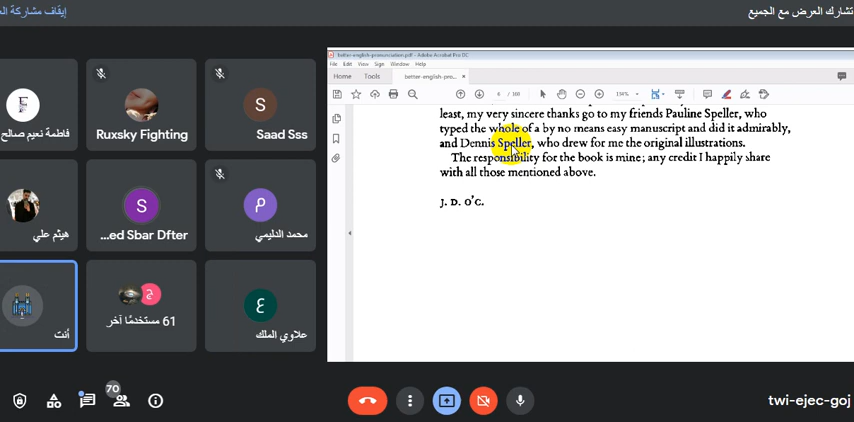 إيقاف مشاركة
تشارك العرض مع الجميع
better-english-pronunciation.pdf - Adobe Acrobat Pro DC
File Edit View Sign Window Help
Home Tools better-english-pro... ×
6 / 160
least, my very sincere thanks go to my friends Pauline Speller, who
typed the whole of a by no means easy manuscript and did it admirably,
and Dennis Speller, who drew for me the original illustrations.
The responsibility for the book is mine; any credit I happily share
with all those mentioned above.
J. D. O'C.
F
فاطمة نعيم صالح
Ruxsky Fighting
S
Saad Sss
هيثم علي
S
...ed Sbar Dfter
م
محمد الدليمي
أنت
ج
61 مستخدمًا آخر
ع
علاوي الملك
70
twi-ejec-goj